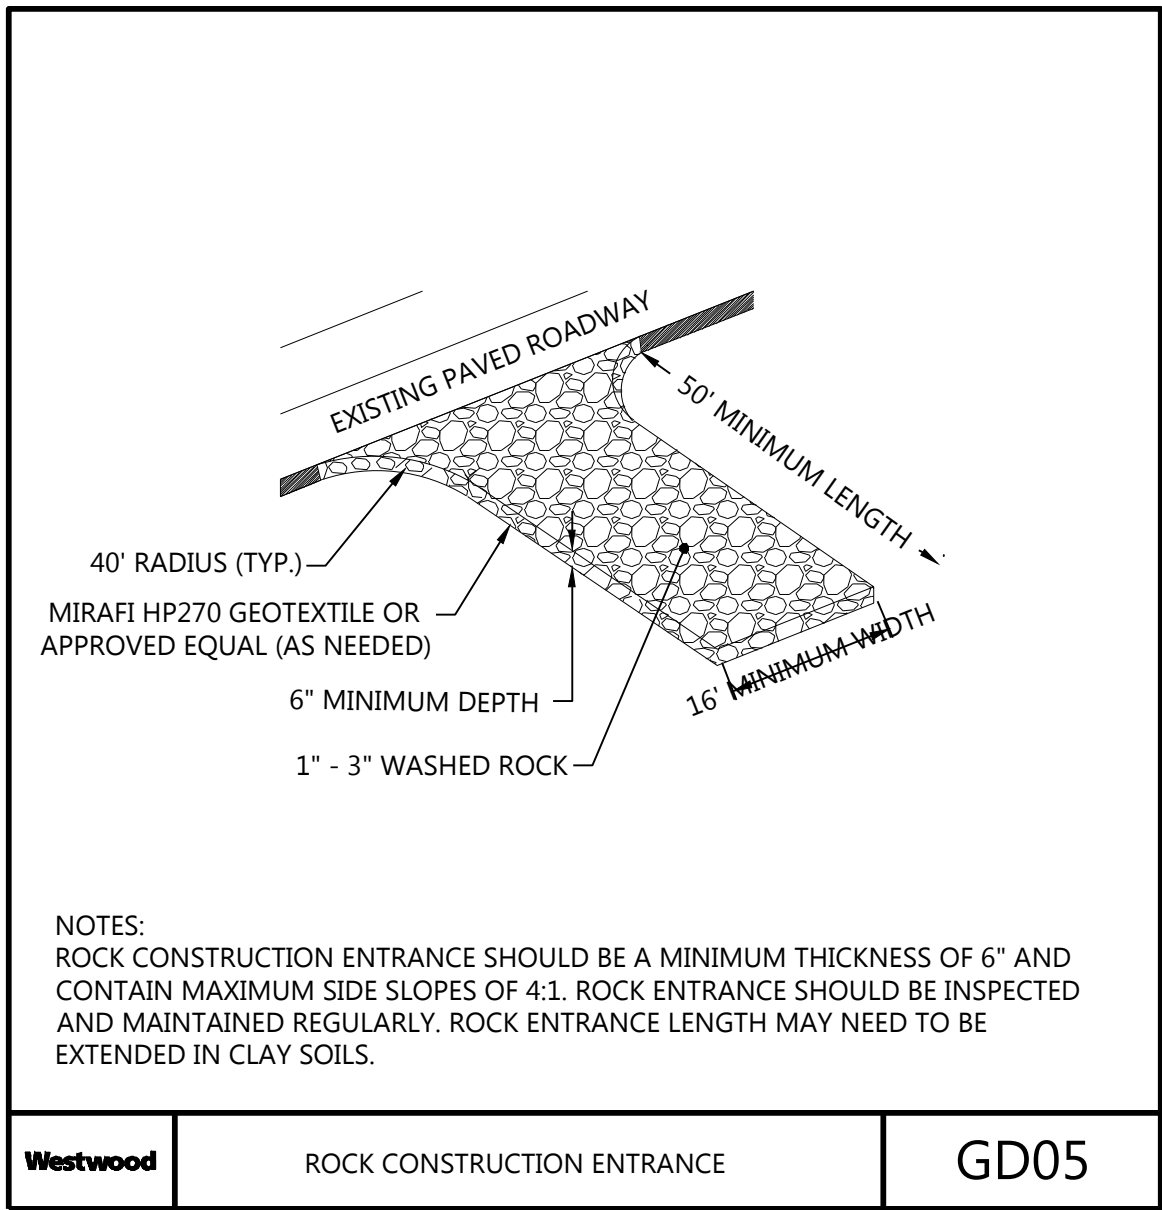 EXISTING PAVED ROADWAY
50' MINIMUM LENGTH
40' RADIUS (TYP.)
MIRAFI HP270 GEOTEXTILE OR
APPROVED EQUAL (AS NEEDED)
16' MINIMUM WIDTH
6" MINIMUM DEPTH
1" - 3" WASHED ROCK
NOTES:
ROCK CONSTRUCTION ENTRANCE SHOULD BE A MINIMUM THICKNESS OF 6" AND
CONTAIN MAXIMUM SIDE SLOPES OF 4:1. ROCK ENTRANCE SHOULD BE INSPECTED
AND MAINTAINED REGULARLY. ROCK ENTRANCE LENGTH MAY NEED TO BE
EXTENDED IN CLAY SOILS.
Westwood
ROCK CONSTRUCTION ENTRANCE
GD05